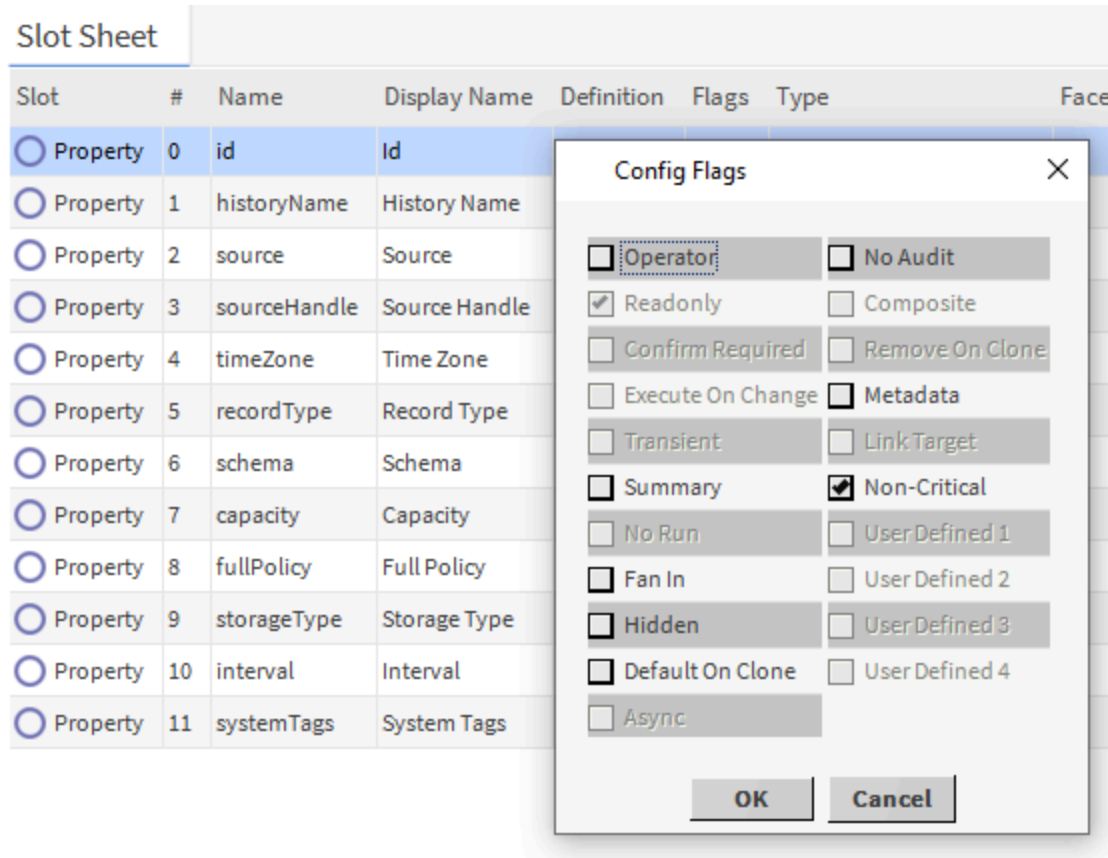 Slot Sheet
Slot # Name Display Name Definition Flags Type Face
Property 0 id Id
Property 1 historyName History Name
Property 2 source Source
Property 3 sourceHandle Source Handle
Property 4 timeZone Time Zone
Property 5 recordType Record Type
Property 6 schema Schema
Property 7 capacity Capacity
Property 8 fullPolicy Full Policy
Property 9 storageType Storage Type
Property 10 interval Interval
Property 11 systemTags System Tags
Config Flags
Operator No Audit
Readonly Composite
Confirm Required Remove On Clone
Execute On Change Metadata
Transient Link Target
Summary Non-Critical
No Run User Defined 1
Fan In User Defined 2
Hidden User Defined 3
Default On Clone User Defined 4
Async
OK Cancel